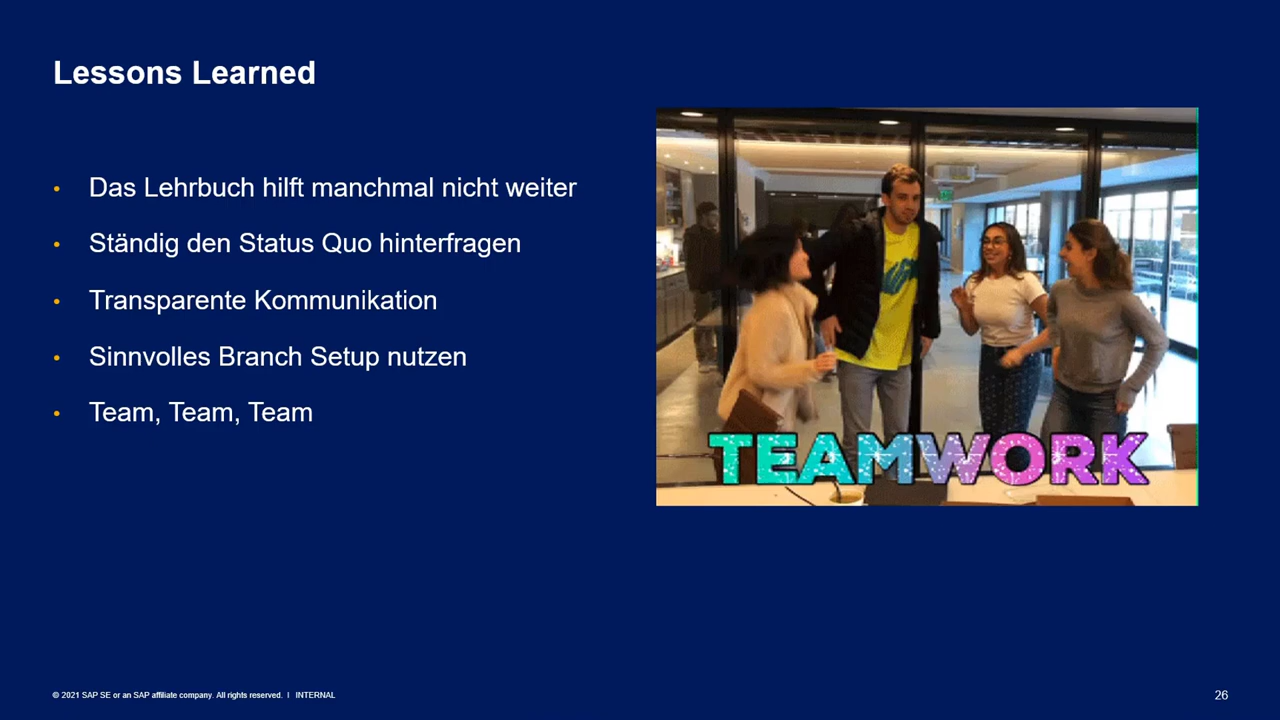 Lessons Learned
• Das Lehrbuch hilft manchmal nicht weiter
• Ständig den Status Quo hinterfragen
• Transparente Kommunikation
• Sinnvolles Branch Setup nutzen
• Team, Team, Team
TEAMWORK
© 2021 SAP SE or an SAP affiliate company. All rights reserved. | INTERNAL
26